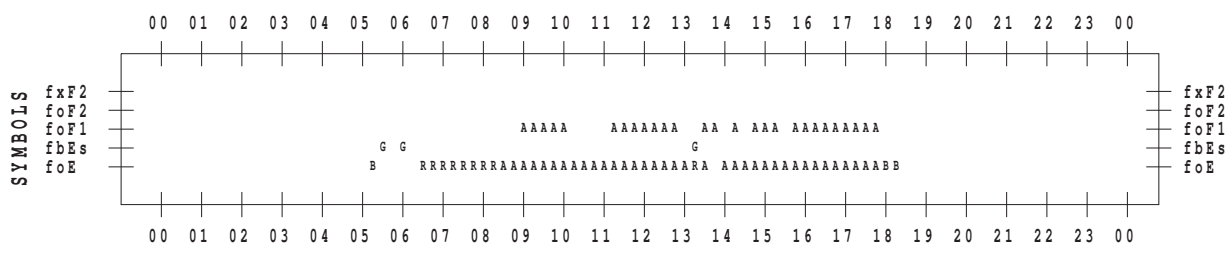 00 01 02 03 04 05 06 07 08 09 10 11 12 13 14 15 16 17 18 19 20 21 22 23 00
SYMBOLS
fxF2 fxF2
foF2 foF2
foF1 AAAAA AAAAAAA AA A AAA AAAAAAAAA foF1
fbEs G G G fbEs
foE B RRRRRRRRAAAAAAAAAAAAAAAAAAARA AAAAAAAAAAAAAAAABB foE
00 01 02 03 04 05 06 07 08 09 10 11 12 13 14 15 16 17 18 19 20 21 22 23 00